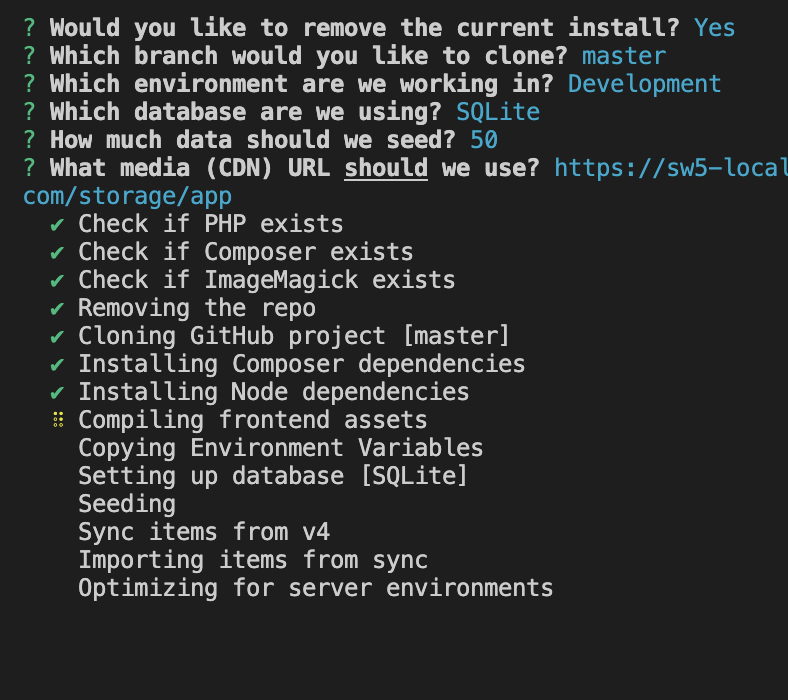 ? Would you like to remove the current install? Yes
? Which branch would you like to clone? master
? Which environment are we working in? Development
? Which database are we using? SQLite
? How much data should we seed? 50
? What media (CDN) URL should we use? https://sw5-local
com/storage/app
✔ Check if PHP exists
✔ Check if Composer exists
✔ Check if ImageMagick exists
✔ Removing the repo
✔ Cloning GitHub project [master]
✔ Installing Composer dependencies
✔ Installing Node dependencies
⠿ Compiling frontend assets
Copying Environment Variables
Setting up database [SQLite]
Seeding
Sync items from v4
Importing items from sync
Optimizing for server environments